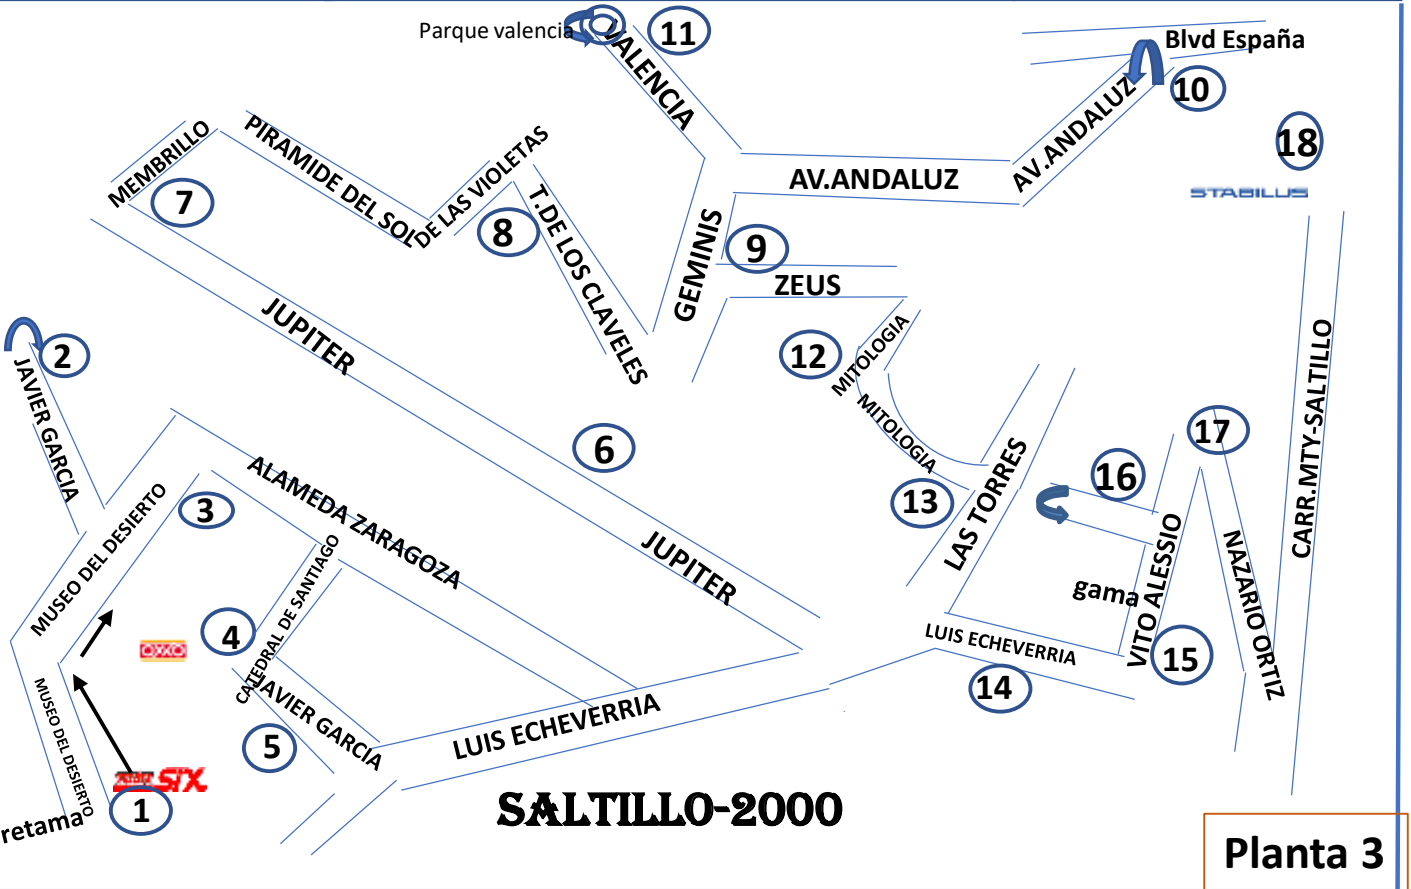 Parque valencia
VALENCIA
11
Blvd España
10
AV.ANDALUZ
AV.ANDALUZ
18
STABILUS
MEMBRILLO
7
PIRAMIDE DEL SOL
DE LAS VIOLETAS
8
T.DE LOS CLAVELES
GEMINIS
9
ZEUS
12
MITOLOGIA
MITOLOGIA
13
JUPITER
JUPITER
6
2
JAVIER GARCIA
3
MUSEO DEL DESIERTO
ALAMEDA ZARAGOZA
CATEDRAL DE SANTIAGO
4
OXXO
MUSEO DEL DESIERTO
JAVIER GARCIA
5
SIX
1
retama
LUIS ECHEVERRIA
LAS TORRES
LUIS ECHEVERRIA
14
16
17
gama
VITO ALESSIO
15
NAZARIO ORTIZ
CARR.MTY-SALTILLO
SALTILLO-2000
Planta 3